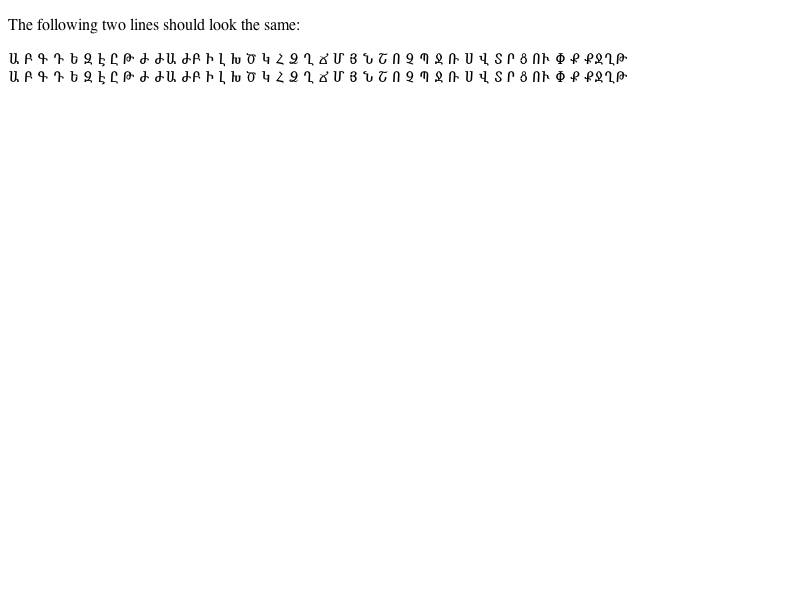 The following two lines should look the same:
Ա Բ Գ Դ Ե Զ Է Ը Թ Ժ ԺԱ ԺԲ Ի Լ Խ Ծ Կ Հ Ձ Ղ Ճ Մ Յ Ն Շ Ո Չ Պ Ջ Ռ Ս Վ Տ Ր Ց ՈՒ Փ Ք ՔՋՂԹ
Ա Բ Գ Դ Ե Զ Է Ը Թ Ժ ԺԱ ԺԲ Ի Լ Խ Ծ Կ Հ Ձ Ղ Ճ Մ Յ Ն Շ Ո Չ Պ Ջ Ռ Ս Վ Տ Ր Ց ՈՒ Փ Ք ՔՋՂԹ